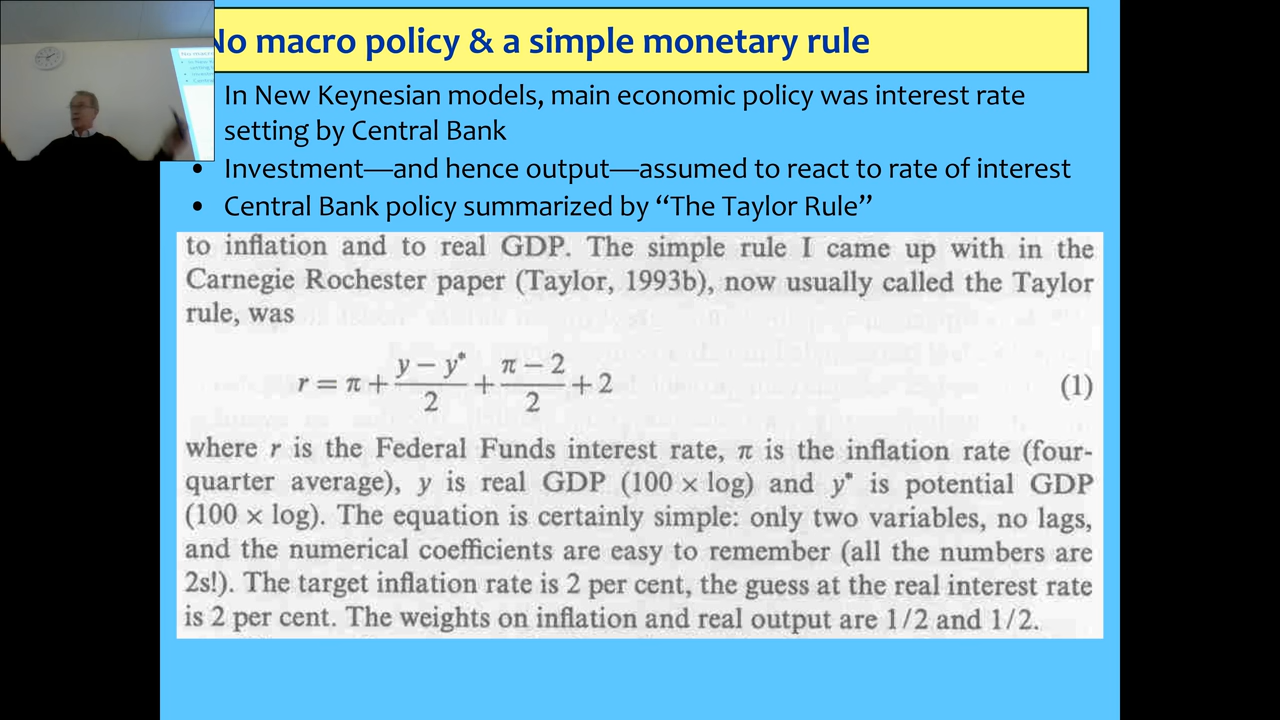 No macro policy & a simple monetary rule
In New Keynesian models, main economic policy was interest rate
setting by Central Bank
• Investment—and hence output—assumed to react to rate of interest
• Central Bank policy summarized by “The Taylor Rule”
to inflation and to real GDP. The simple rule I came up with in the
Carnegie Rochester paper (Taylor, 1993b), now usually called the Taylor
rule, was
r = π + (y − y*)/2 + (π − 2)/2 + 2 (1)
where r is the Federal Funds interest rate, π is the inflation rate (four-
quarter average), y is real GDP (100 × log) and y* is potential GDP
(100 × log). The equation is certainly simple: only two variables, no lags,
and the numerical coefficients are easy to remember (all the numbers are
2s!). The target inflation rate is 2 per cent, the guess at the real interest rate
is 2 per cent. The weights on inflation and real output are 1/2 and 1/2.